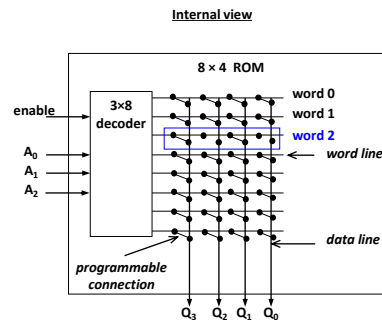 Internal view
8 × 4 ROM
3×8
decoder
enable
A0
A1
A2
word 0
word 1
word 2
word line
data line
programmable
connection
Q3 Q2 Q1 Q0